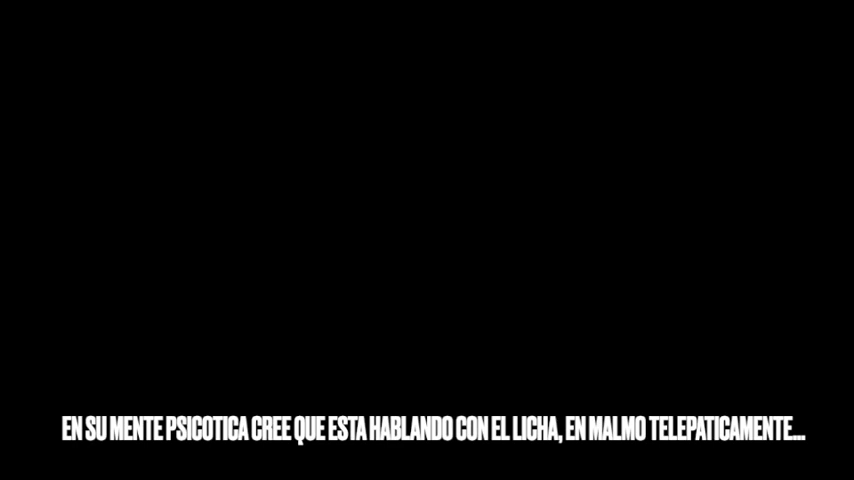 EN SU MENTE PSICOTICA CREE QUE ESTA HABLANDO CON EL LICHA, EN MALMO TELEPATICAMENTE...